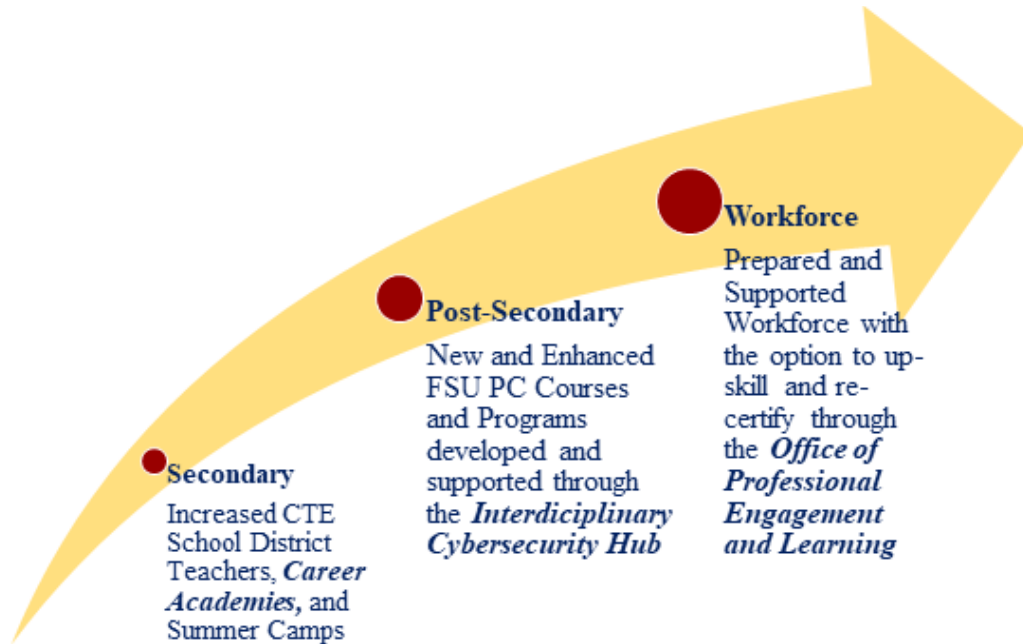 Secondary
Increased CTE
School District
Teachers, Career
Academies, and
Summer Camps
Post-Secondary
New and Enhanced
FSU PC Courses
and Programs
developed and
supported through
the Interdiciplinary
Cybersecurity Hub
Workforce
Prepared and
Supported
Workforce with
the option to up-
skill and re-
certify through
the Office of
Professional
Engagement
and Learning